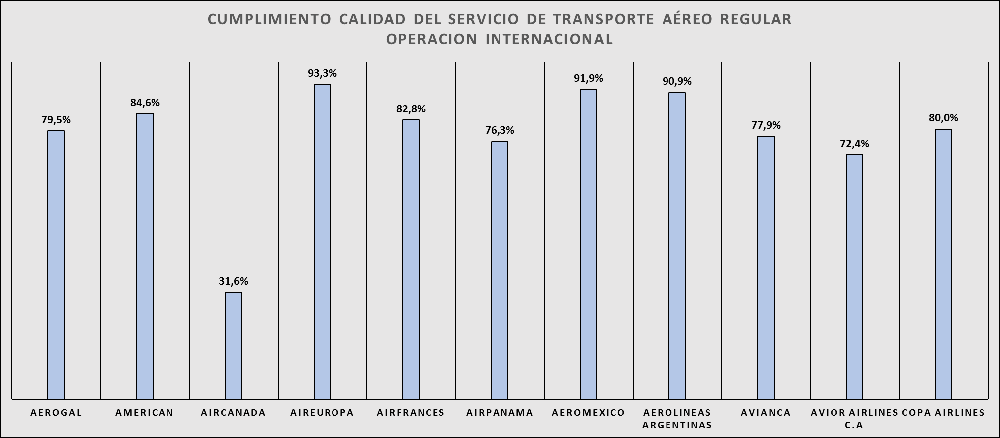 CUMPLIMIENTO CALIDAD DEL SERVICIO DE TRANSPORTE AÉREO REGULAR
OPERACION INTERNACIONAL
79,5%
84,6%
31,6%
93,3%
82,8%
76,3%
91,9%
90,9%
77,9%
72,4%
80,0%
AEROGAL
AMERICAN
AIRCANADA
AIREUROPA
AIRFRANCES
AIRPANAMA
AEROMEXICO
AEROLINEAS
ARGENTINAS
AVIANCA
AVIOR AIRLINES
C.A
COPA AIRLINES